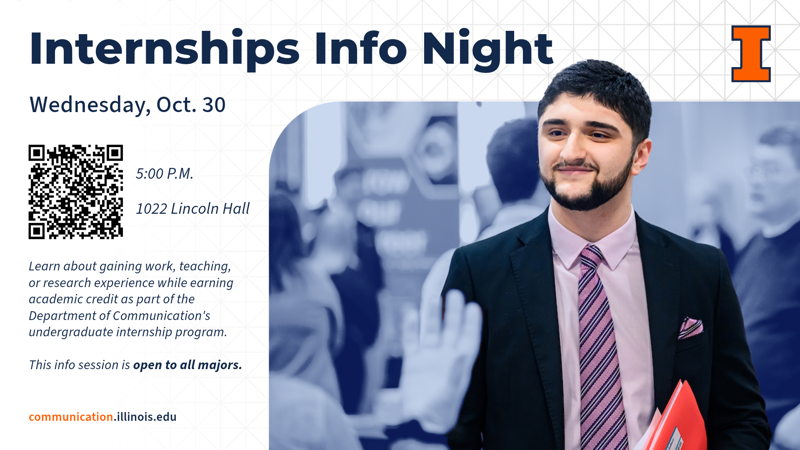 Internships Info Night
Wednesday, Oct. 30
5:00 P.M.
1022 Lincoln Hall
Learn about gaining work, teaching,
or research experience while earning
academic credit as part of the
Department of Communication's
undergraduate internship program.
This info session is open to all majors.
communication.illinois.edu
I